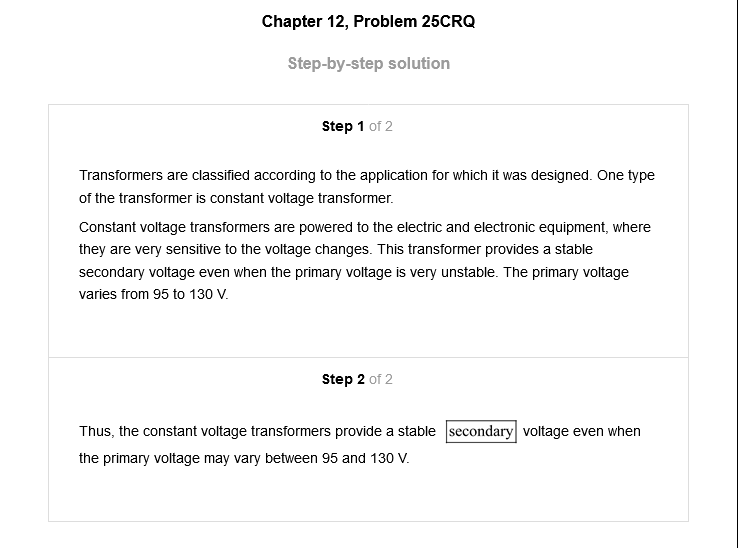 Chapter 12, Problem 25CRQ
Step-by-step solution
Step 1 of 2
Transformers are classified according to the application for which it was designed. One type
of the transformer is constant voltage transformer.
Constant voltage transformers are powered to the electric and electronic equipment, where
they are very sensitive to the voltage changes. This transformer provides a stable
secondary voltage even when the primary voltage is very unstable. The primary voltage
varies from 95 to 130 V.
Step 2 of 2
Thus, the constant voltage transformers provide a stable secondary voltage even when
the primary voltage may vary between 95 and 130 V.